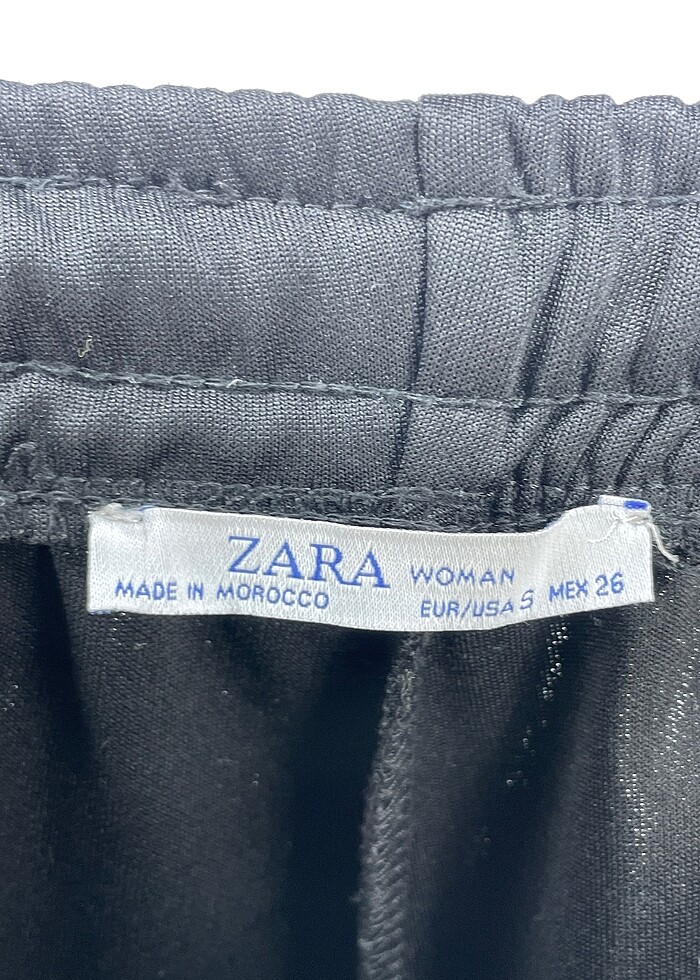 ZARA WOMAN
MADE IN MOROCCO
EUR/USA S MEX 26